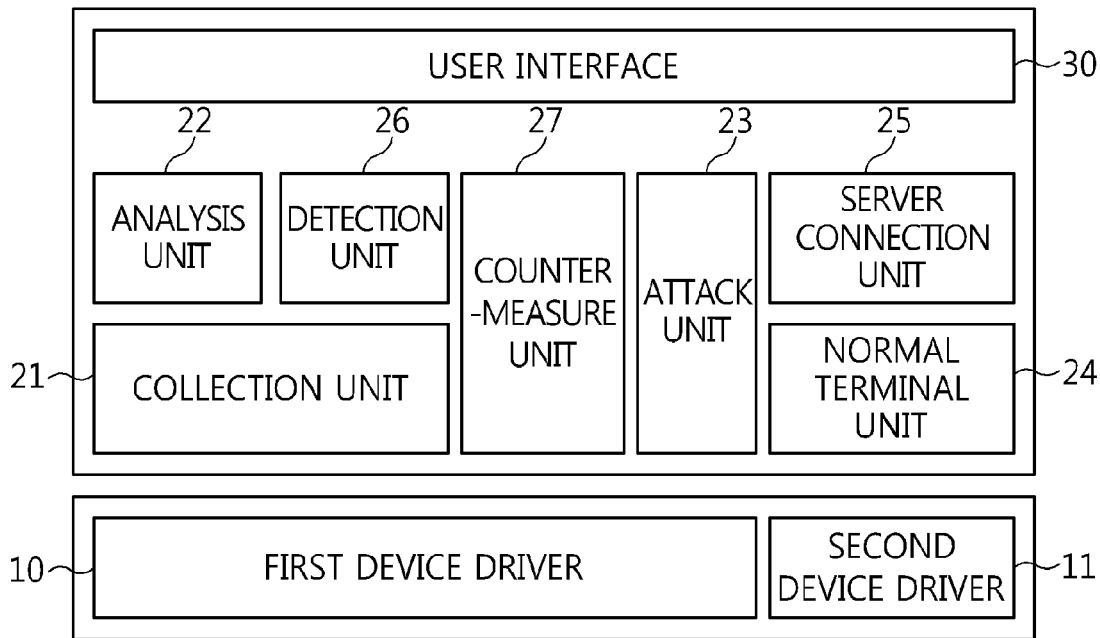 USER INTERFACE
30
22
26
27
23
25
ANALYSIS
UNIT
DETECTION
UNIT
COUNTER
-MEASURE
UNIT
ATTACK
UNIT
SERVER
CONNECTION
UNIT
21
COLLECTION UNIT
NORMAL
TERMINAL
UNIT
24
10
FIRST DEVICE DRIVER
SECOND
DEVICE DRIVER
11